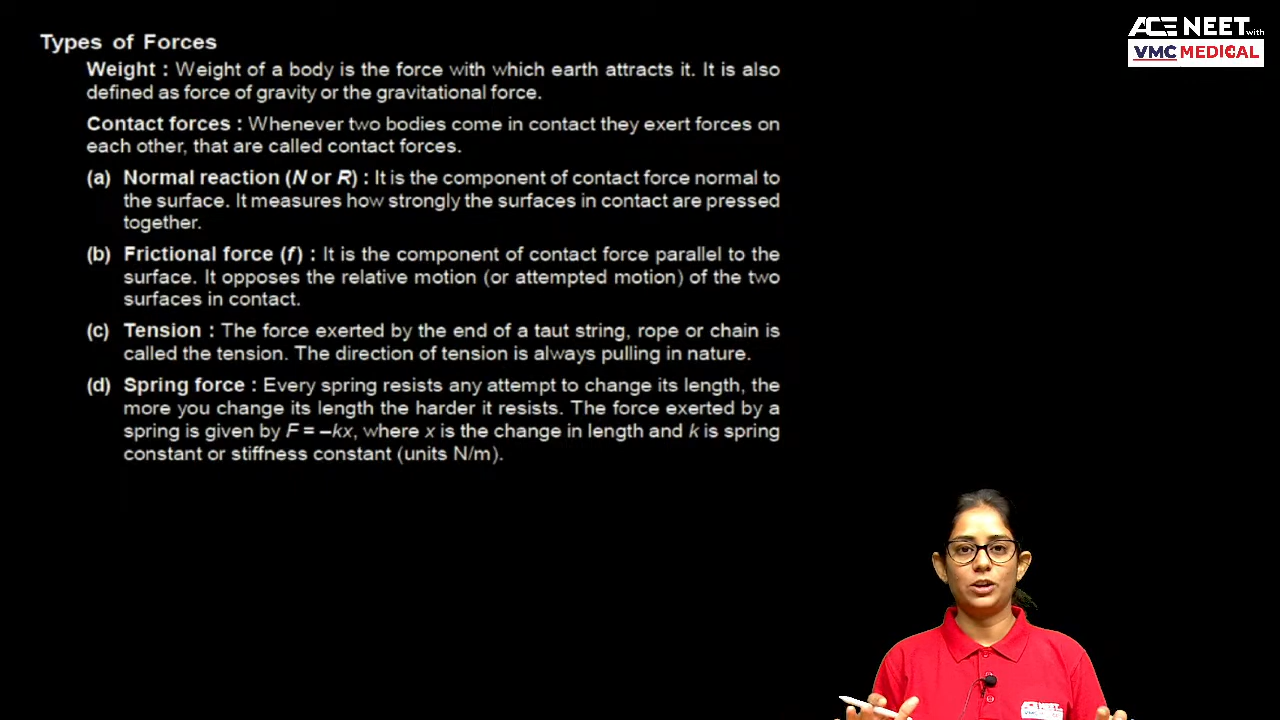 ACE NEET with
VMC MEDICAL
Types of Forces
Weight : Weight of a body is the force with which earth attracts it. It is also
defined as force of gravity or the gravitational force.
Contact forces : Whenever two bodies come in contact they exert forces on
each other, that are called contact forces.
(a) Normal reaction (N or R) : It is the component of contact force normal to
the surface. It measures how strongly the surfaces in contact are pressed
together.
(b) Frictional force (f) : It is the component of contact force parallel to the
surface. It opposes the relative motion (or attempted motion) of the two
surfaces in contact.
(c) Tension : The force exerted by the end of a taut string, rope or chain is
called the tension. The direction of tension is always pulling in nature.
(d) Spring force : Every spring resists any attempt to change its length, the
more you change its length the harder it resists. The force exerted by a
spring is given by F = –kx, where x is the change in length and k is spring
constant or stiffness constant (units N/m).
ACE NEET